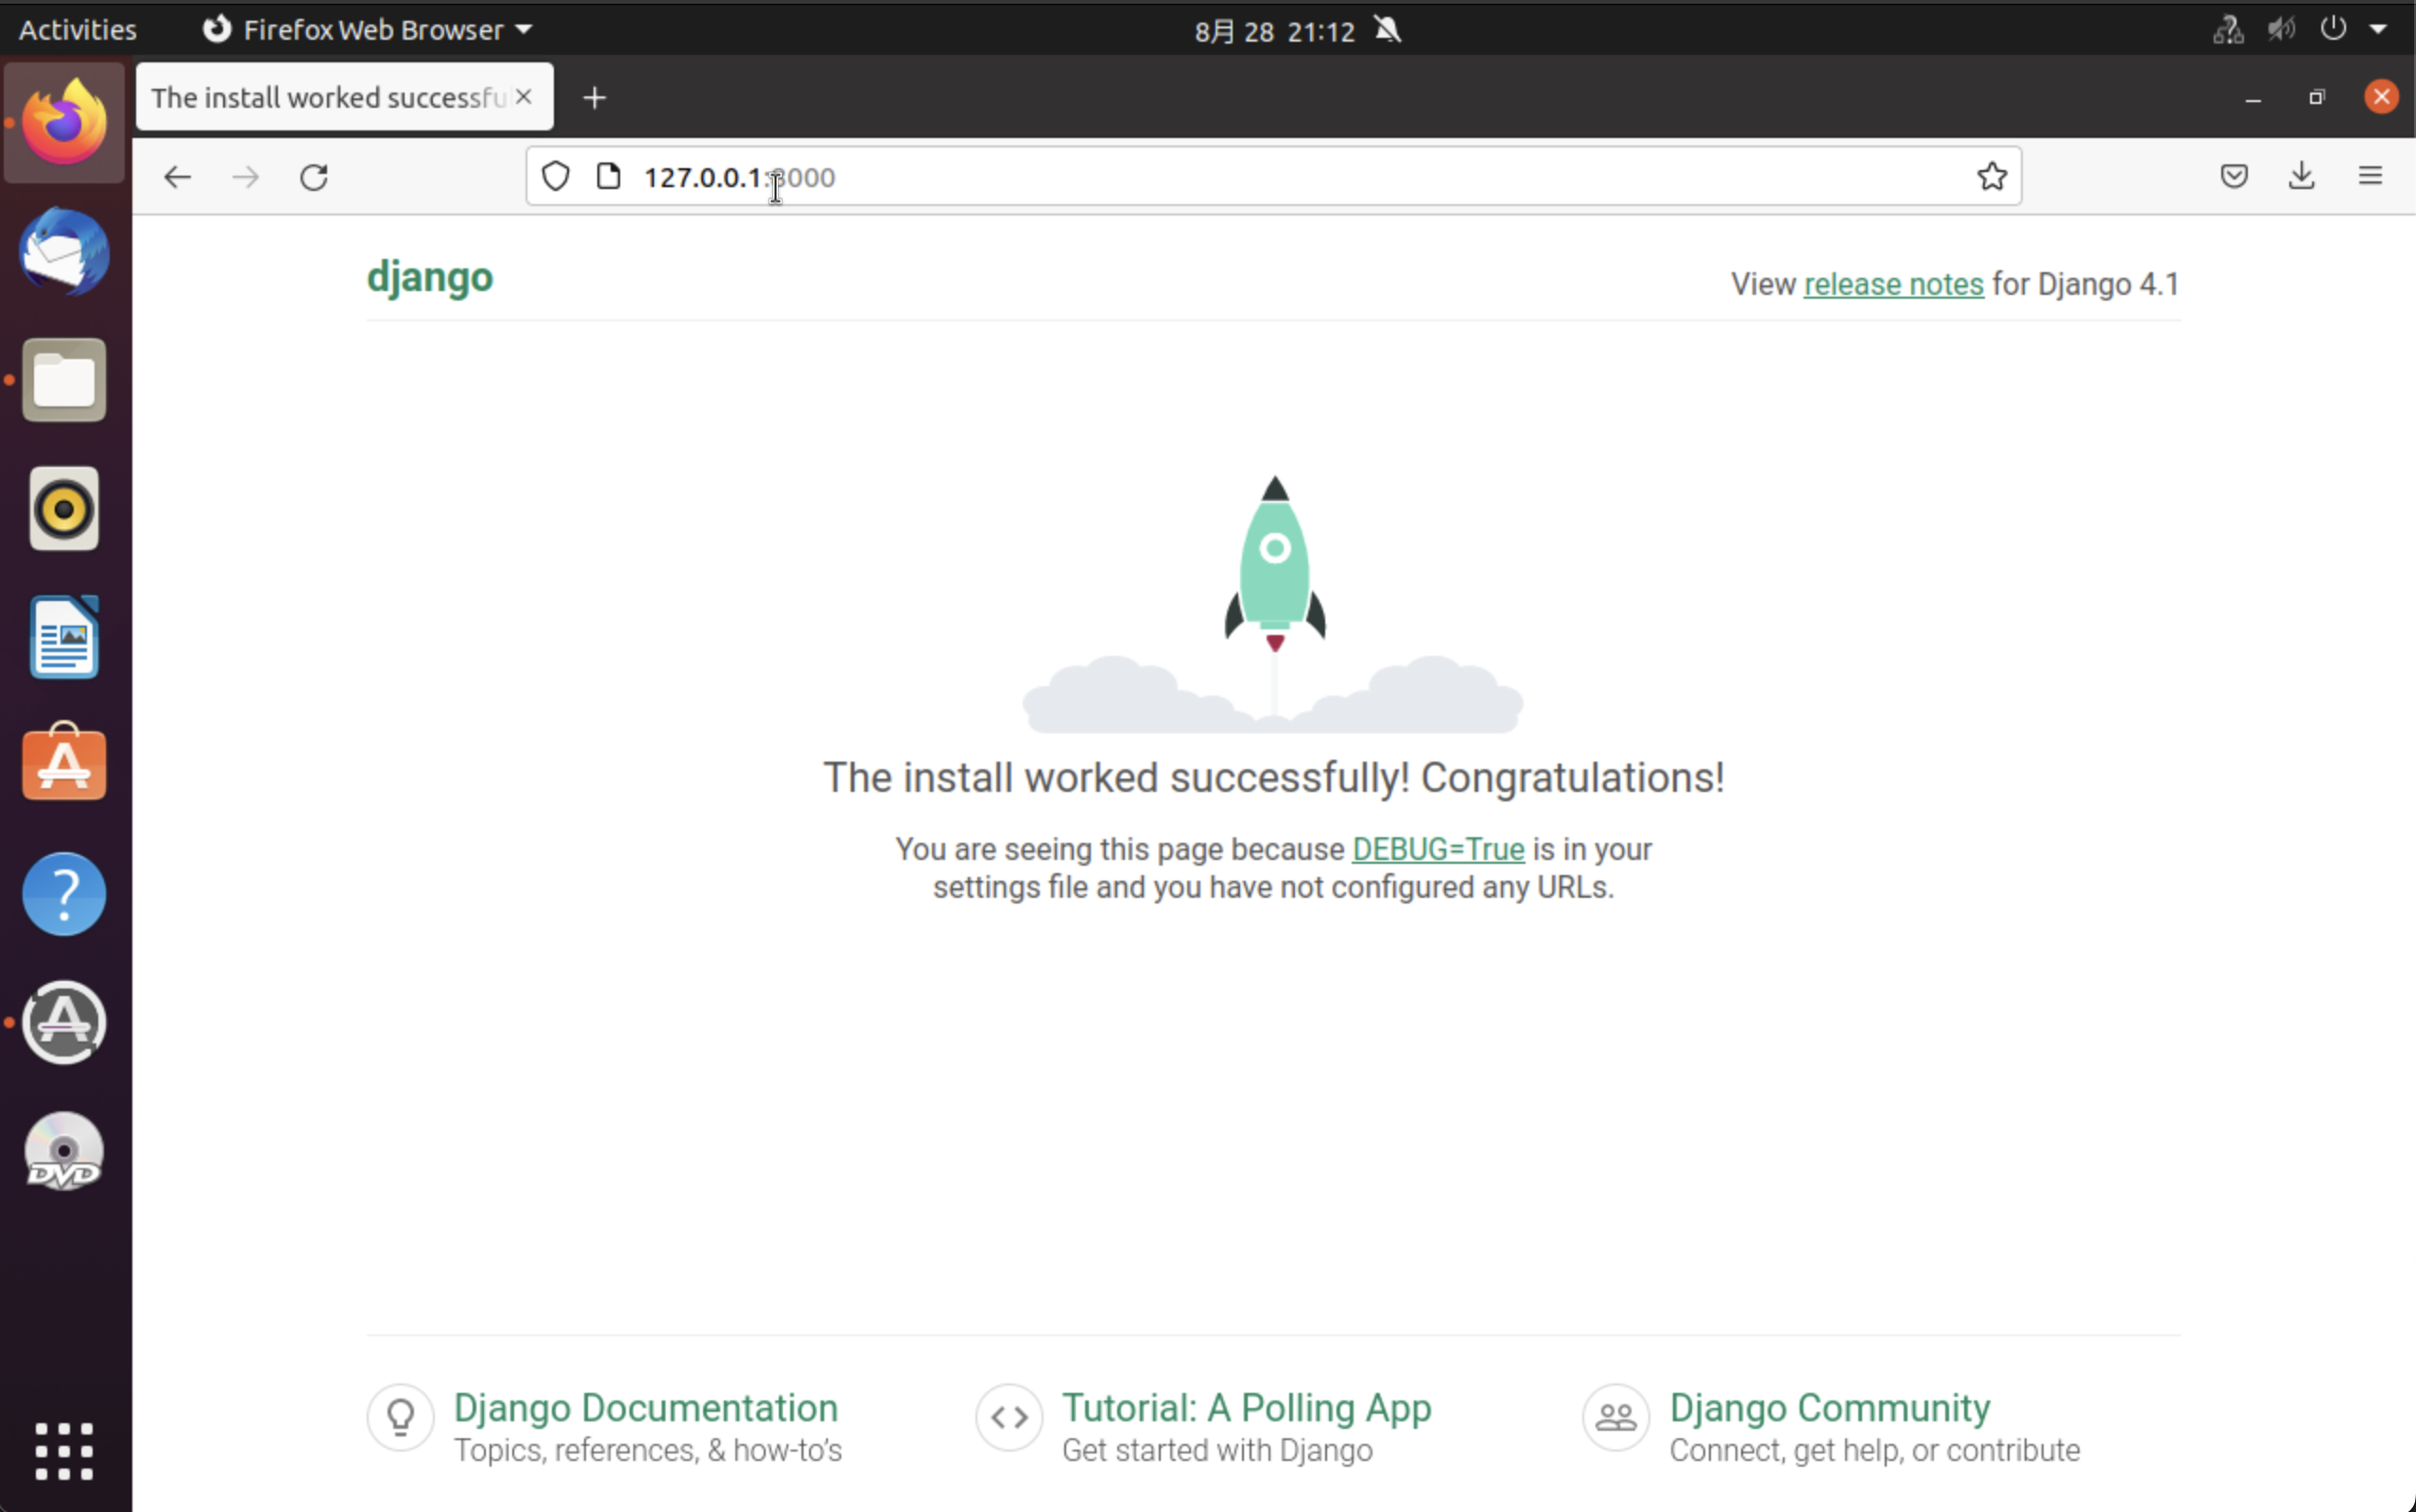 Activities
Firefox Web Browser
8月 28 21:12
The install worked successfu
127.0.0.1:8000
django
View release notes for Django 4.1
The install worked successfully! Congratulations!
You are seeing this page because DEBUG=True is in your
settings file and you have not configured any URLs.
Django Documentation
Topics, references, & how-to’s
Tutorial: A Polling App
Get started with Django
Django Community
Connect, get help, or contribute
DVD